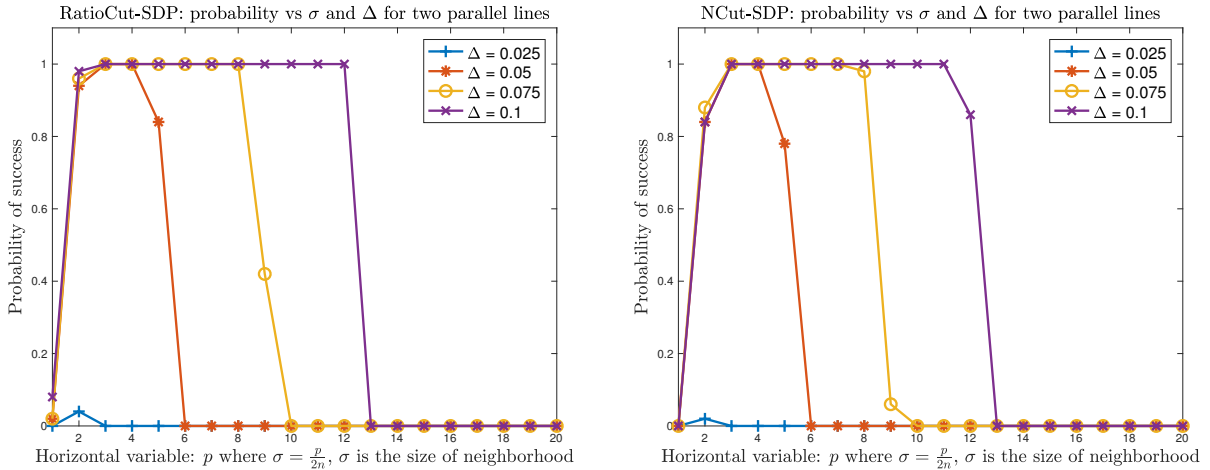 RatioCut-SDP: probability vs σ and Δ for two parallel lines
Probability of success
1
0.8
0.6
0.4
0.2
0
2 4 6 8 10 12 14 16 18 20
Δ = 0.025
Δ = 0.05
Δ = 0.075
Δ = 0.1
Horizontal variable: p where σ = p/2n, σ is the size of neighborhood
NCut-SDP: probability vs σ and Δ for two parallel lines
Probability of success
1
0.8
0.6
0.4
0.2
0
2 4 6 8 10 12 14 16 18 20
Δ = 0.025
Δ = 0.05
Δ = 0.075
Δ = 0.1
Horizontal variable: p where σ = p/2n, σ is the size of neighborhood